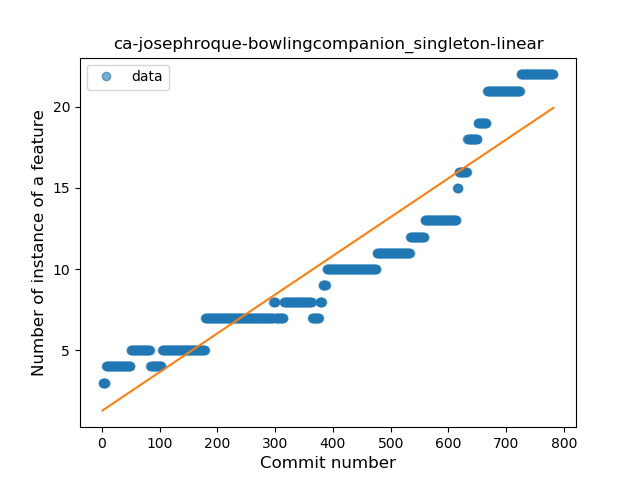 ca-josephroque-bowlingcompanion_singleton-linear
data
Number of instance of a feature
20
15
10
5
0 100 200 300 400 500 600 700 800
Commit number